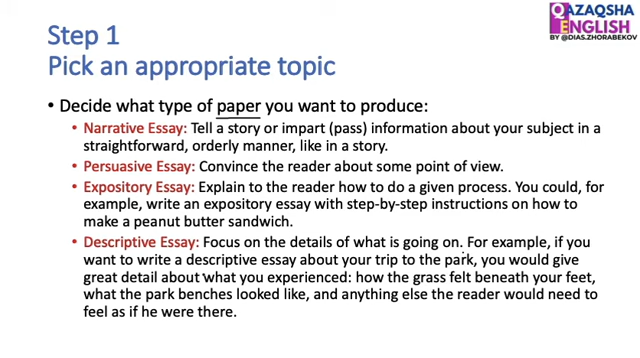 QAZAQSHA
ENGLISH
BY @DIAS.ZHORABEKOV
Step 1
Pick an appropriate topic
• Decide what type of paper you want to produce:
• Narrative Essay: Tell a story or impart (pass) information about your subject in a
straightforward, orderly manner, like in a story.
• Persuasive Essay: Convince the reader about some point of view.
• Expository Essay: Explain to the reader how to do a given process. You could, for
example, write an expository essay with step-by-step instructions on how to
make a peanut butter sandwich.
• Descriptive Essay: Focus on the details of what is going on. For example, if you
want to write a descriptive essay about your trip to the park, you would give
great detail about what you experienced: how the grass felt beneath your feet,
what the park benches looked like, and anything else the reader would need to
feel as if he were there.